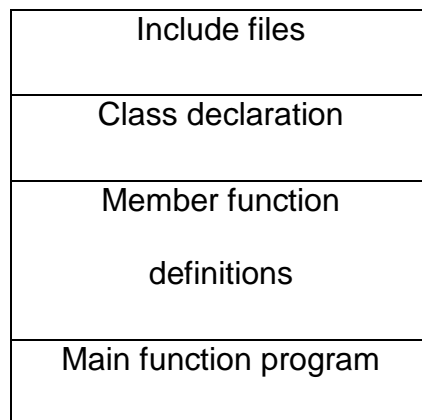 Include files
Class declaration
Member function
definitions
Main function program